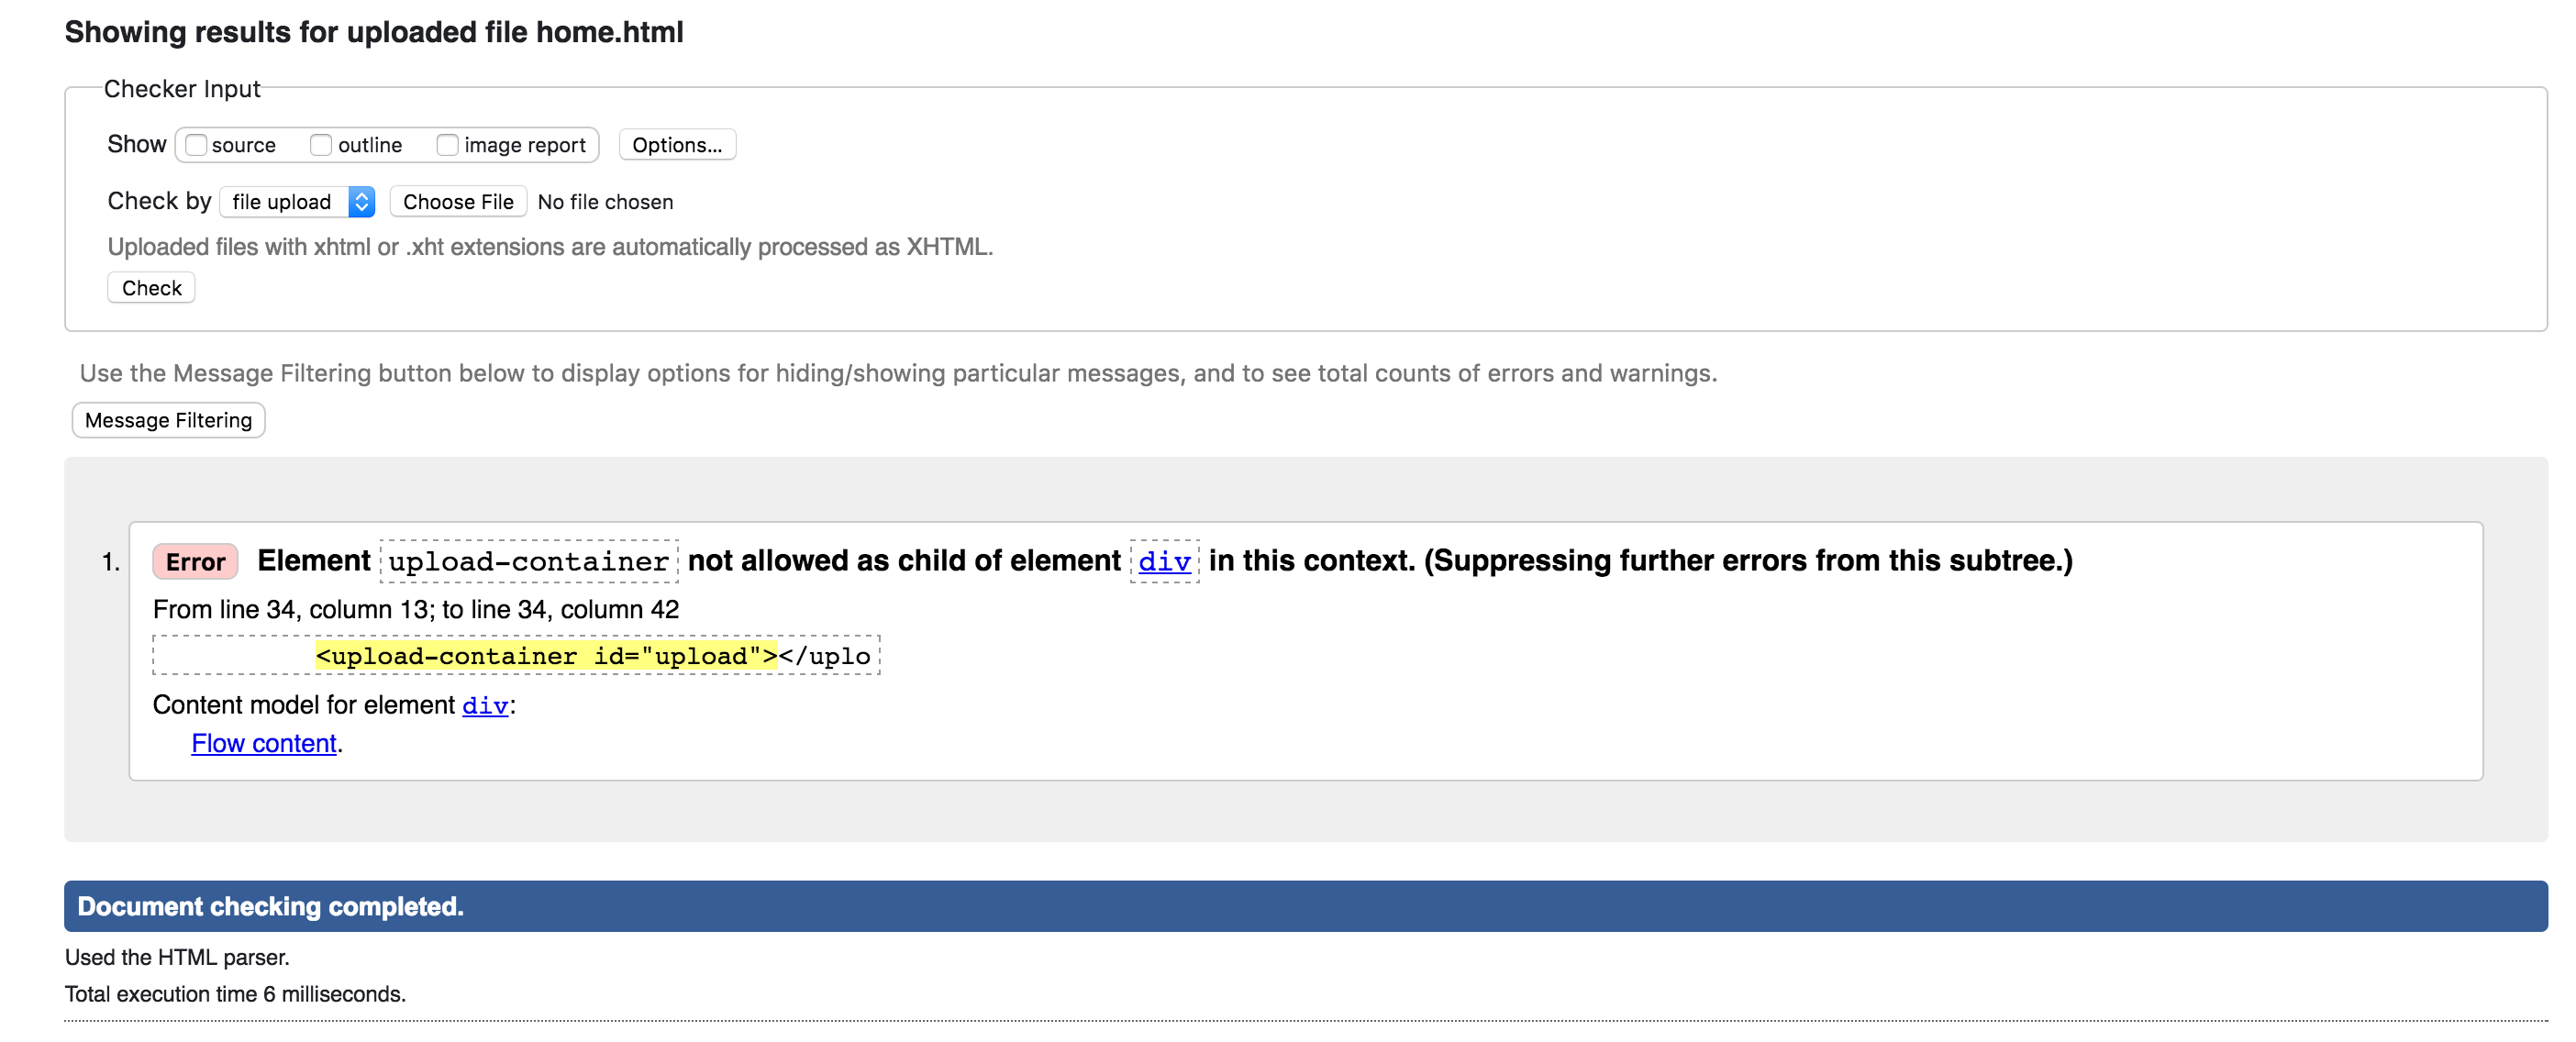 Showing results for uploaded file home.html
Checker Input
Show source outline image report Options...
Check by file upload Choose File No file chosen
Uploaded files with xhtml or .xht extensions are automatically processed as XHTML.
Check
Use the Message Filtering button below to display options for hiding/showing particular messages, and to see total counts of errors and warnings.
Message Filtering
1. Error Element upload-container not allowed as child of element div in this context. (Suppressing further errors from this subtree.)
From line 34, column 13; to line 34, column 42
<upload-container id="upload"></uplo
Content model for element div:
Flow content.
Document checking completed.
Used the HTML parser.
Total execution time 6 milliseconds.